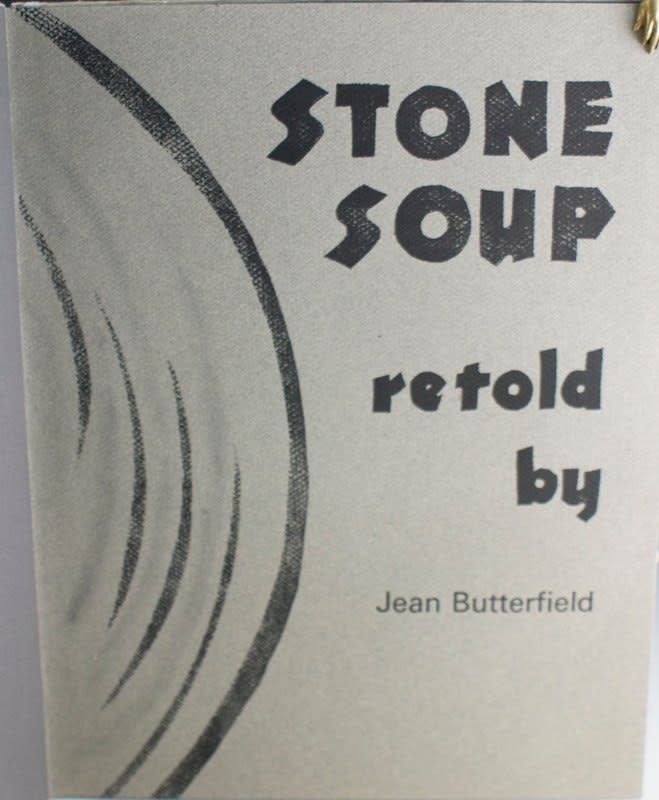 STONE
SOUP
retold
by
Jean Butterfield